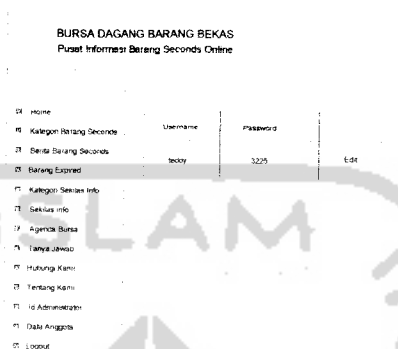 BURSA DAGANG BARANG BEKAS
Pusat Informasi Barang Seconds Online
Home
Kategori Barang Seconds
Berita Barang Seconds
Barang Expired
Kategori Sekilas Info
Sekilas Info
Agenda Bursa
Tanya Jawab
Hubungi Kami
Tentang Kami
Id Administrator
Data Anggota
Logout
Username Password
teddy 3225 Edit
ISLAM